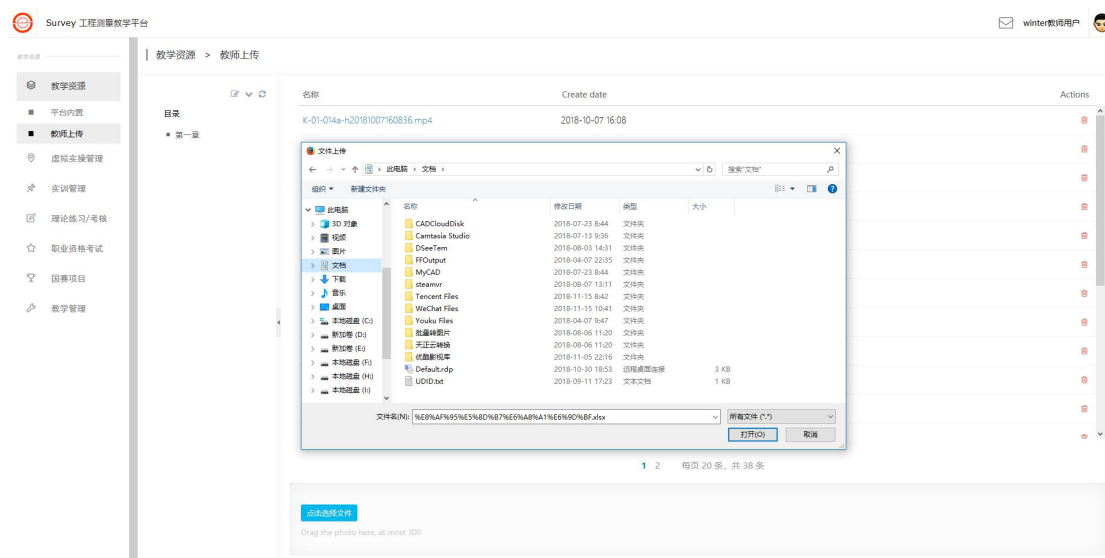 Survey 工程测量教学平台
winter教师用户
教学资源
教学资源 > 教师上传
教学资源
平台内置
教师上传
虚拟实操管理
实训管理
理论练习/考核
职业资格考试
国赛项目
教学管理
目录
第一章
名称 Create date Actions
K-01-014a-h20181007160836.mp4 2018-10-07 16:08
文件上传
此电脑 › 文档 ›
搜索"文档"
组织 新建文件夹
此电脑
3D 对象
视频
图片
文档
下载
音乐
桌面
本地磁盘 (C:)
新加卷 (D:)
新加卷 (E:)
本地磁盘 (F:)
本地磁盘 (H:)
本地磁盘 (I:)
名称 修改日期 类型 大小
CADCloudDisk 2018-07-23 8:44 文件夹
Camtasia Studio 2018-07-13 9:36 文件夹
DSeeTem 2018-08-03 14:31 文件夹
FFOutput 2018-04-07 22:35 文件夹
MyCAD 2018-07-23 8:44 文件夹
steamvr 2018-08-07 13:11 文件夹
Tencent Files 2018-11-15 8:42 文件夹
WeChat Files 2018-11-15 10:41 文件夹
Youku Files 2018-04-07 9:47 文件夹
批量转图片 2018-08-06 11:20 文件夹
天正云转换 2018-08-06 11:20 文件夹
优酷影视库 2018-11-05 22:16 文件夹
Default.rdp 2018-10-30 18:53 远程桌面连接 3 KB
UDID.txt 2018-09-11 17:23 文本文档 1 KB
文件名(N): %E8%AF%95%E5%8D%B7%E6%A8%A1%E6%9D%BF.xlsx 所有文件 (*.*)
打开(O) 取消
1 2 每页 20 条, 共 38 条
点击选择文件
Drag the photo here, at most 300